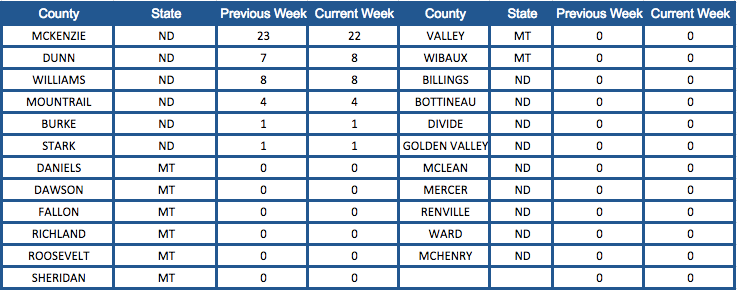 County State Previous Week Current Week County State Previous Week Current Week
MCKENZIE ND 23 22 VALLEY MT 0 0
DUNN ND 7 8 WIBAUX MT 0 0
WILLIAMS ND 8 8 BILLINGS ND 0 0
MOUNTRAIL ND 4 4 BOTTINEAU ND 0 0
BURKE ND 1 1 DIVIDE ND 0 0
STARK ND 1 1 GOLDEN VALLEY ND 0 0
DANIELS MT 0 0 MCLEAN ND 0 0
DAWSON MT 0 0 MERCER ND 0 0
FALLON MT 0 0 RENVILLE ND 0 0
RICHLAND MT 0 0 WARD ND 0 0
ROOSEVELT MT 0 0 MCHENRY ND 0 0
SHERIDAN MT 0 0 0 0